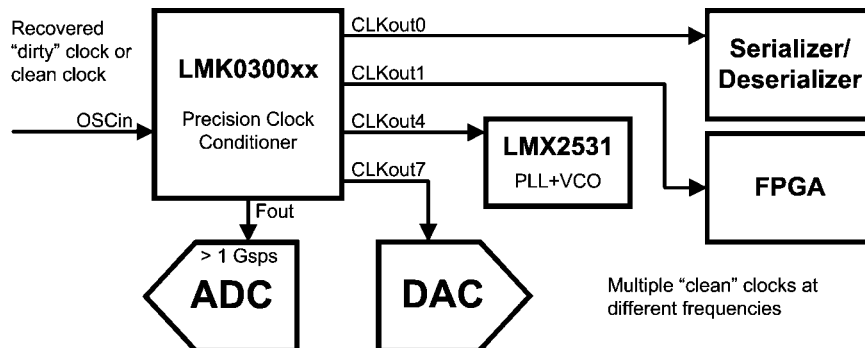 Recovered
“dirty” clock or
clean clock
OSCin
LMK0300xx
Precision Clock
Conditioner
CLKout0
CLKout1
CLKout4
CLKout7
Fout
Serializer/
Deserializer
LMX2531
PLL+VCO
FPGA
> 1 Gsps
ADC
DAC
Multiple “clean” clocks at
different frequencies